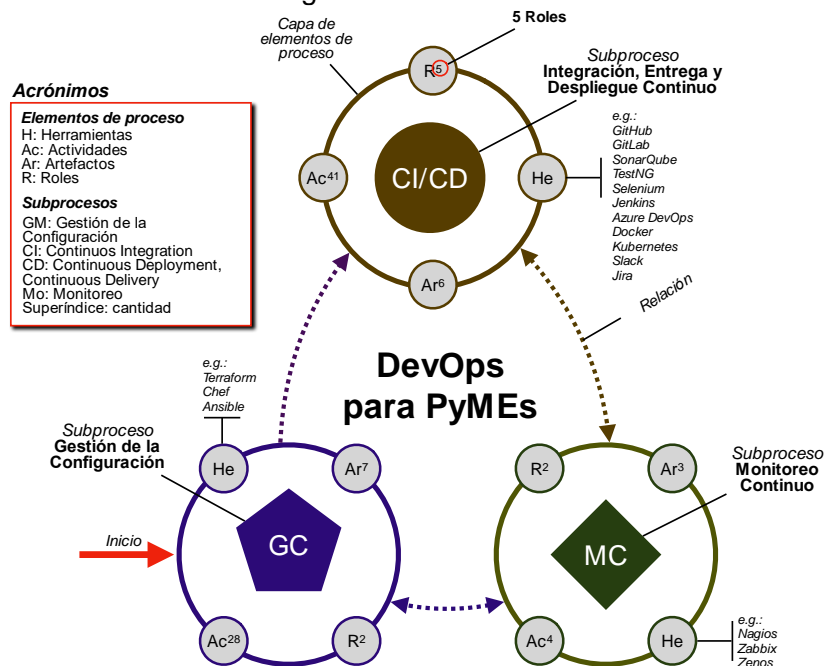 5 Roles
Capa de
elementos de
proceso
R5
Subproceso
Integración, Entrega y
Despliegue Continuo
Acrónimos
Elementos de proceso
H: Herramientas
Ac: Actividades
Ar: Artefactos
R: Roles
Subprocesos
GM: Gestión de la
Configuración
CI: Continuos Integration
CD: Continuous Deployment,
Continuous Delivery
Mo: Monitoreo
Superíndice: cantidad
Ac41
CI/CD
He
e.g.:
GitHub
GitLab
SonarQube
TestNG
Selenium
Jenkins
Azure DevOps
Docker
Kubernetes
Slack
Jira
Ar6
Relación
DevOps
para PyMEs
e.g.:
Terraform
Chef
Ansible
Subproceso
Gestión de la
Configuración
He
Ar7
Inicio
GC
Ac28
R2
Subproceso
Monitoreo
Continuo
R2
Ar3
MC
Ac4
He
e.g.:
Nagios
Zabbix
Zenos